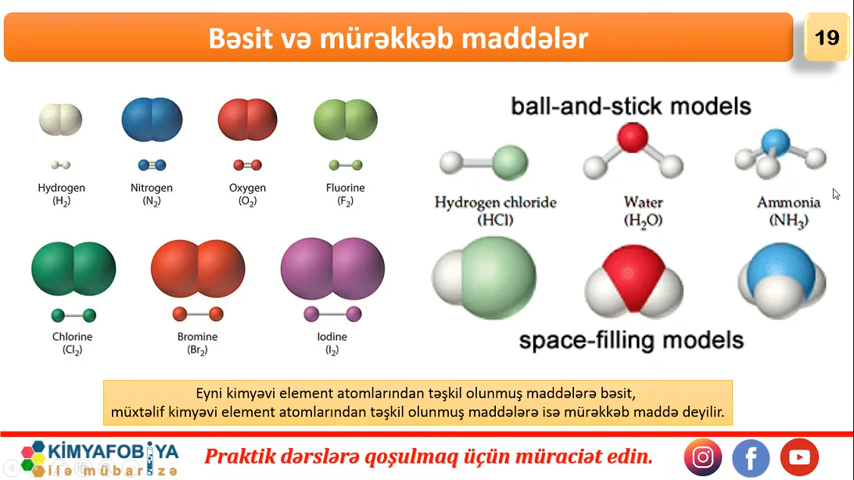 Bəsit və mürəkkəb maddələr
19
Hydrogen
(H₂)
Nitrogen
(N₂)
Oxygen
(O₂)
Fluorine
(F₂)
Chlorine
(Cl₂)
Bromine
(Br₂)
Iodine
(I₂)
ball-and-stick models
Hydrogen chloride
(HCl)
Water
(H₂O)
Ammonia
(NH₃)
space-filling models
Eyni kimyəvi element atomlarından təşkil olunmuş maddələrə bəsit,
müxtəlif kimyəvi element atomlarından təşkil olunmuş maddələrə isə mürəkkəb maddə deyilir.
KİMYAFOBİYA
ilə mübarizə
Praktik dərslərə qoşulmaq üçün müraciət edin.